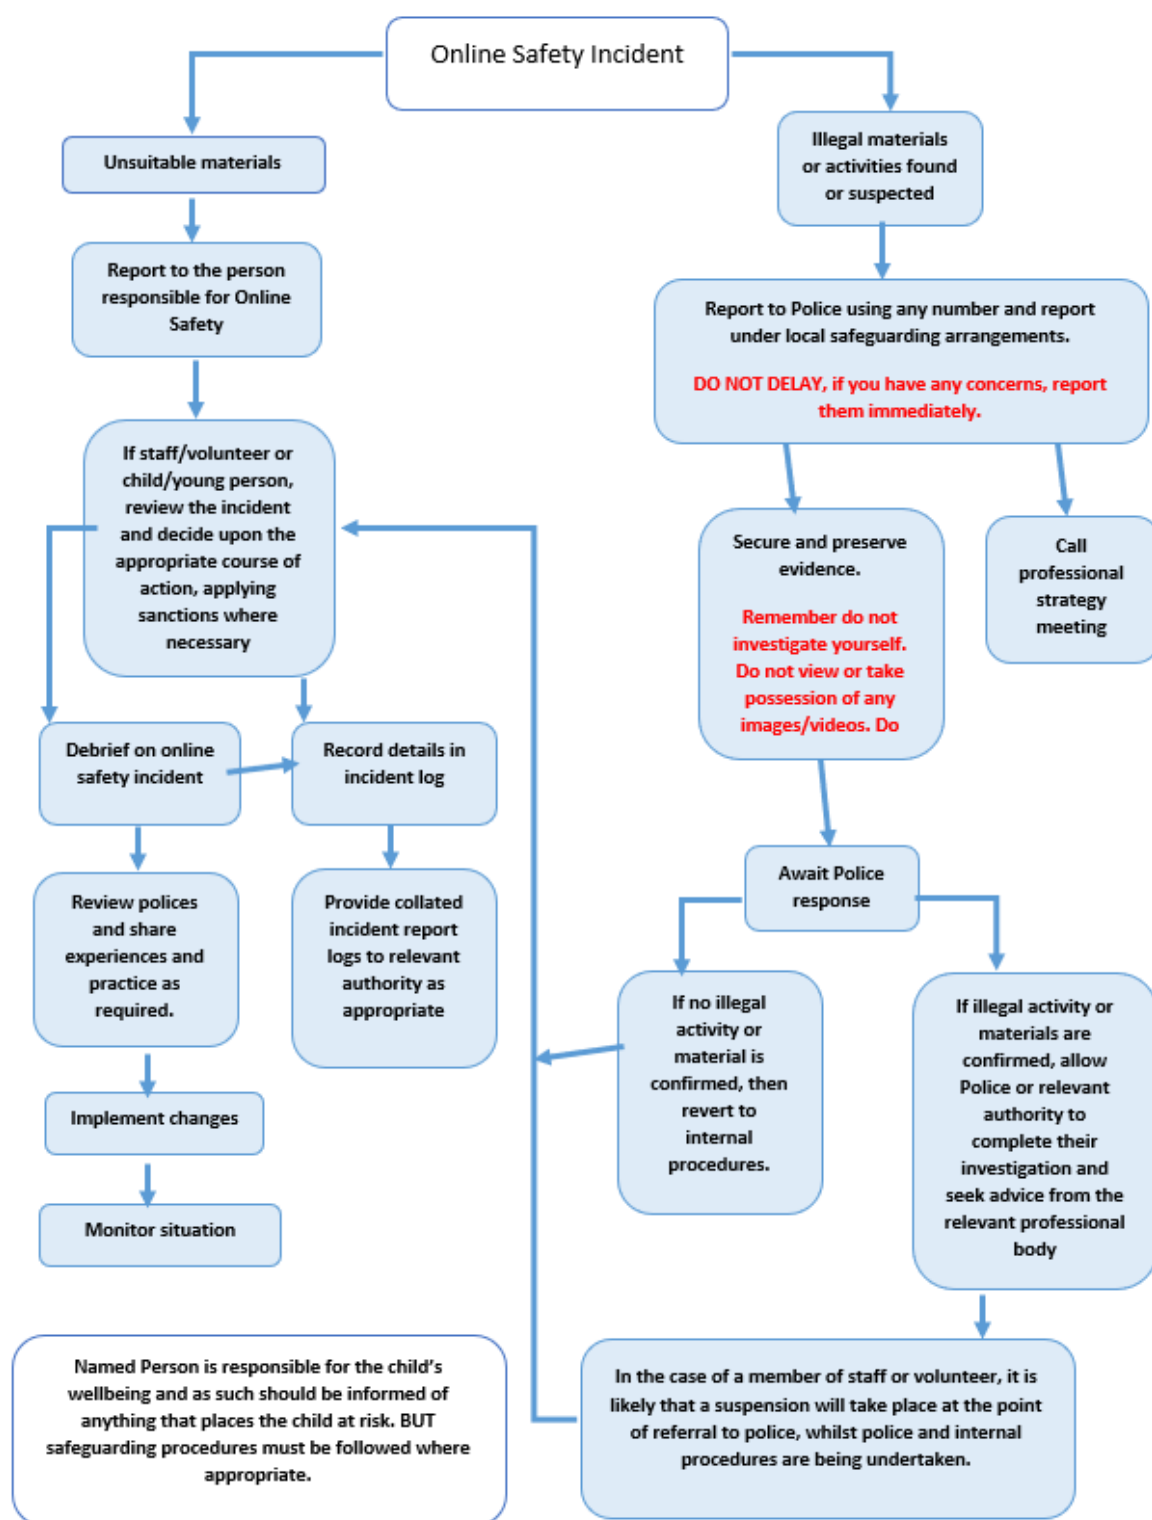 Online Safety Incident
Unsuitable materials
Illegal materials
or activities found
or suspected
Report to the person
responsible for Online
Safety
Report to Police using any number and report
under local safeguarding arrangements.
DO NOT DELAY, if you have any concerns, report
them immediately.
If staff/volunteer or
child/young person,
review the incident
and decide upon the
appropriate course of
action, applying
sanctions where
necessary
Secure and preserve
evidence.
Remember do not
investigate yourself.
Do not view or take
possession of any
images/videos. Do
Call
professional
strategy
meeting
Debrief on online
safety incident
Record details in
incident log
Await Police
response
Review polices
and share
experiences and
practice as
required.
Provide collated
incident report
logs to relevant
authority as
appropriate
If no illegal
activity or
material is
confirmed, then
revert to
internal
procedures.
If illegal activity or
materials are
confirmed, allow
Police or relevant
authority to
complete their
investigation and
seek advice from the
relevant professional
body
Implement changes
Monitor situation
Named Person is responsible for the child's
wellbeing and as such should be informed of
anything that places the child at risk. BUT
safeguarding procedures must be followed where
appropriate.
In the case of a member of staff or volunteer, it is
likely that a suspension will take place at the point
of referral to police, whilst police and internal
procedures are being undertaken.